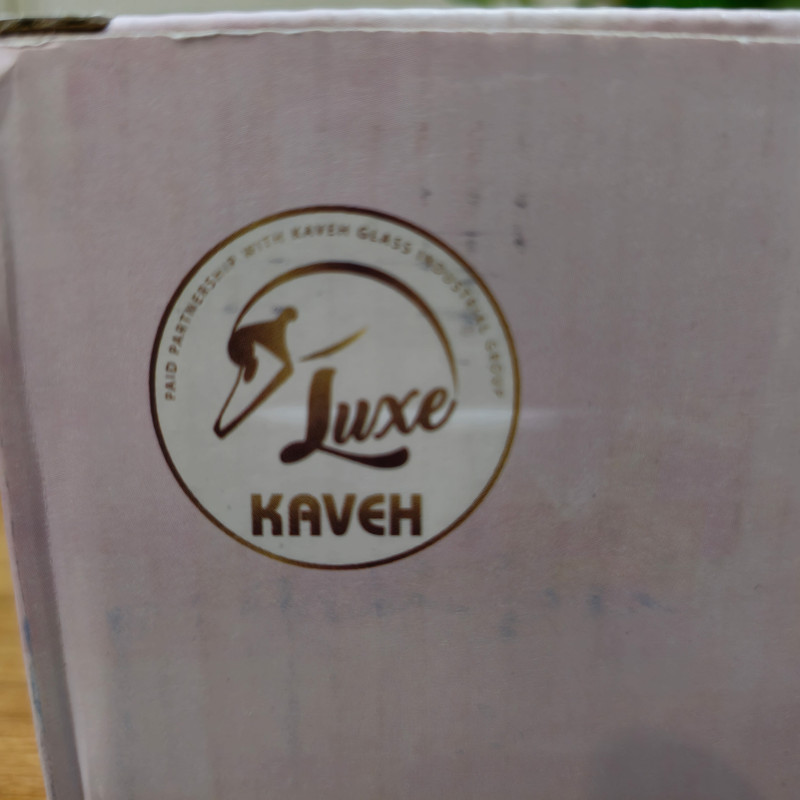 PAID PARTNERSHIP WITH KAVEH GLASS INDUSTRIAL GROUP
Luxe
KAVEH